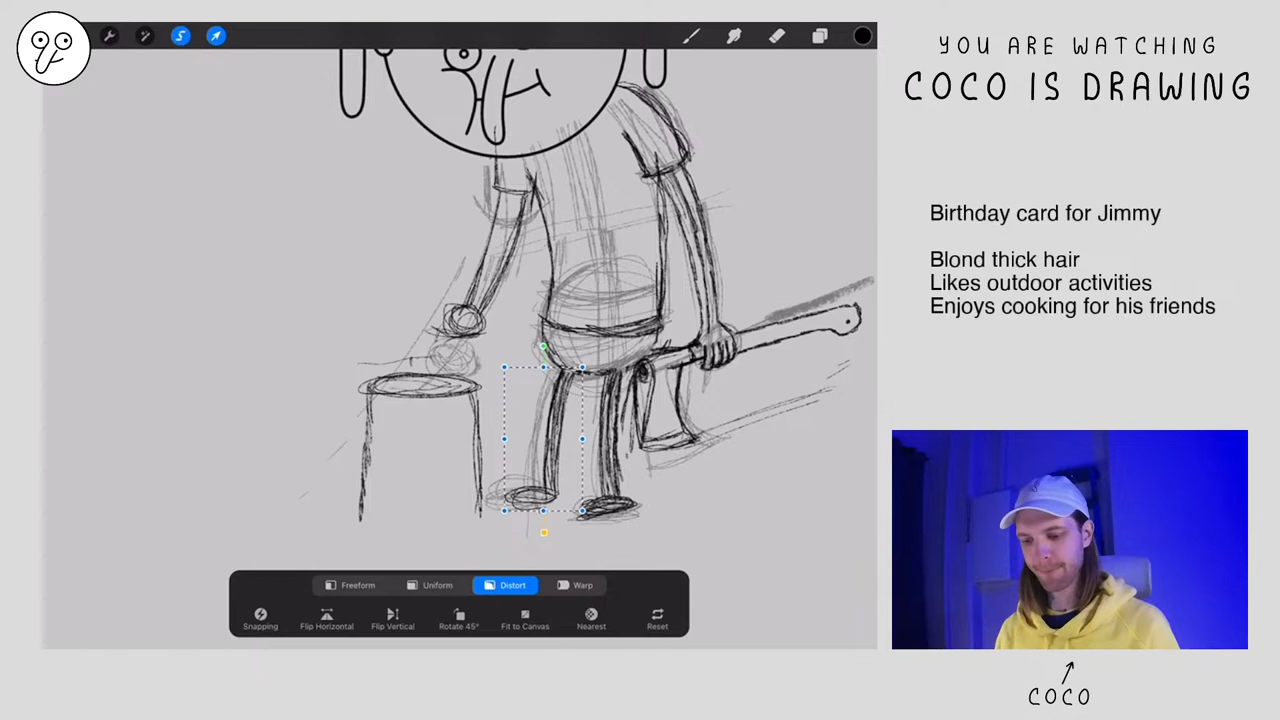 YOU ARE WATCHING
COCO IS DRAWING
Birthday card for Jimmy
Blond thick hair
Likes outdoor activities
Enjoys cooking for his friends
Freeform Uniform Distort Warp
Snapping Flip Horizontal Flip Vertical Rotate 45° Fit to Canvas Nearest Reset
COCO